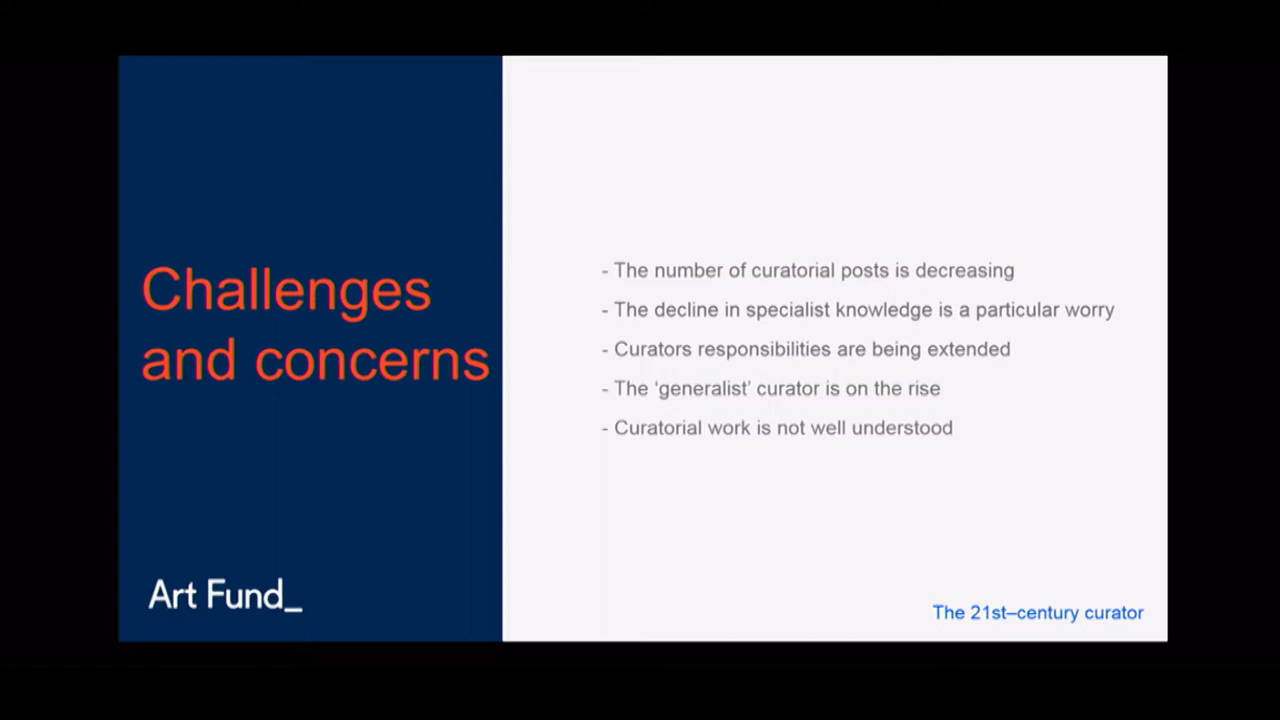 Challenges
and concerns
- The number of curatorial posts is decreasing
- The decline in specialist knowledge is a particular worry
- Curators responsibilities are being extended
- The ‘generalist’ curator is on the rise
- Curatorial work is not well understood
Art Fund_
The 21st–century curator